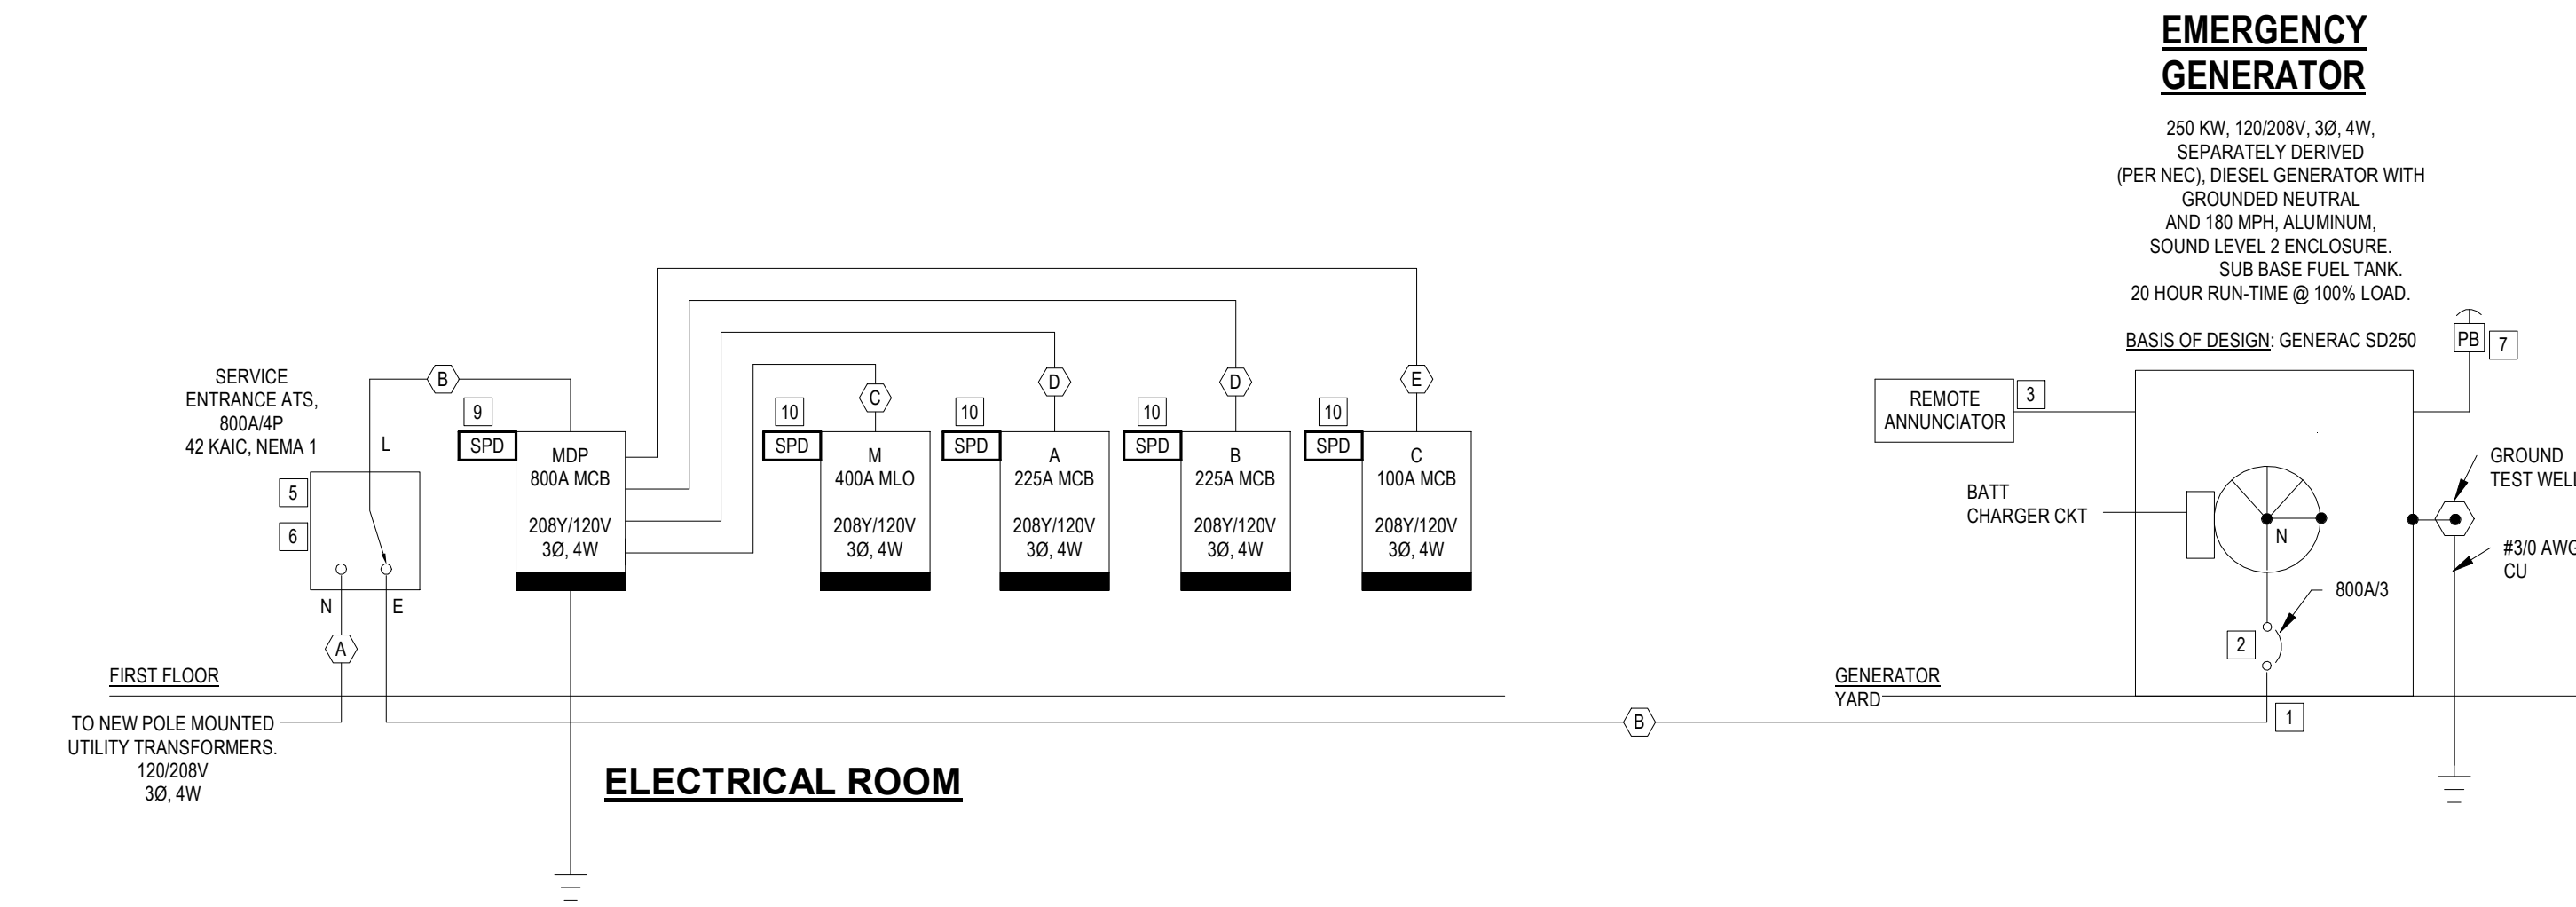 EMERGENCY
GENERATOR
250 KW, 120/208V, 3Ø, 4W,
SEPARATELY DERIVED
(PER NEC), DIESEL GENERATOR WITH
GROUNDED NEUTRAL
AND 180 MPH, ALUMINUM,
SOUND LEVEL 2 ENCLOSURE.
SUB BASE FUEL TANK.
20 HOUR RUN-TIME @ 100% LOAD.
BASIS OF DESIGN: GENERAC SD250
PB
7
SERVICE
ENTRANCE ATS,
800A/4P
42 KAIC, NEMA 1
L
5
6
N
E
A
B
9
SPD
MDP
800A MCB
208Y/120V
3Ø, 4W
C
10
SPD
M
400A MLO
208Y/120V
3Ø, 4W
D
10
SPD
A
225A MCB
208Y/120V
3Ø, 4W
D
10
SPD
B
225A MCB
208Y/120V
3Ø, 4W
E
10
SPD
C
100A MCB
208Y/120V
3Ø, 4W
REMOTE
ANNUNCIATOR
3
BATT
CHARGER CKT
N
GROUND
TEST WELL
#3/0 AWG
CU
800A/3
2
FIRST FLOOR
GENERATOR
YARD
TO NEW POLE MOUNTED
UTILITY TRANSFORMERS.
120/208V
3Ø, 4W
B
1
ELECTRICAL ROOM